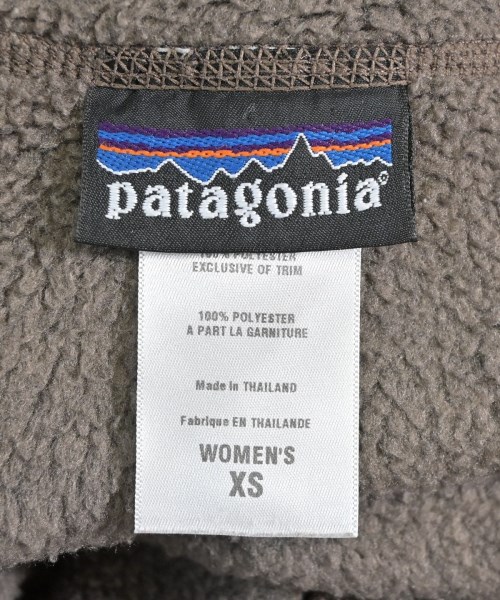 patagonia®
100% POLYESTER
EXCLUSIVE OF TRIM
100% POLYESTER
A PART LA GARNITURE
Made in THAILAND
Fabrique EN THAILANDE
WOMEN'S
XS